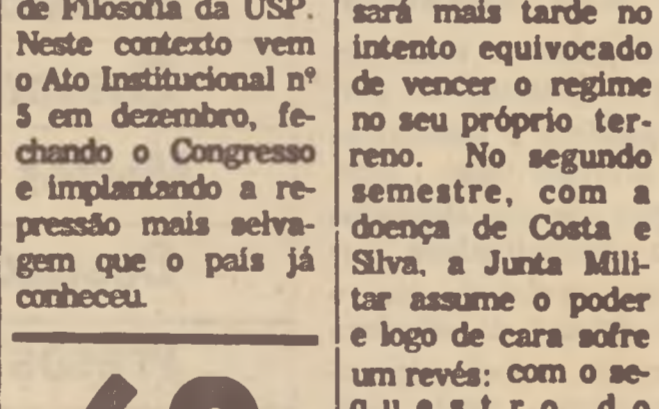 de Filosofia da USP.
Neste contexto vem
o Ato Institucional nº
5 em dezembro, fe-
chando o Congresso
e implantando a re-
pressão mais selva-
gem que o país já
conheceu.
sará mais tarde no
intento equivocado
de vencer o regime
no seu próprio ter-
reno. No segundo
semestre, com a
doença de Costa e
Silva, a Junta Mili-
tar assume o poder
e logo de cara sofre
um revés: com o se-
questro do